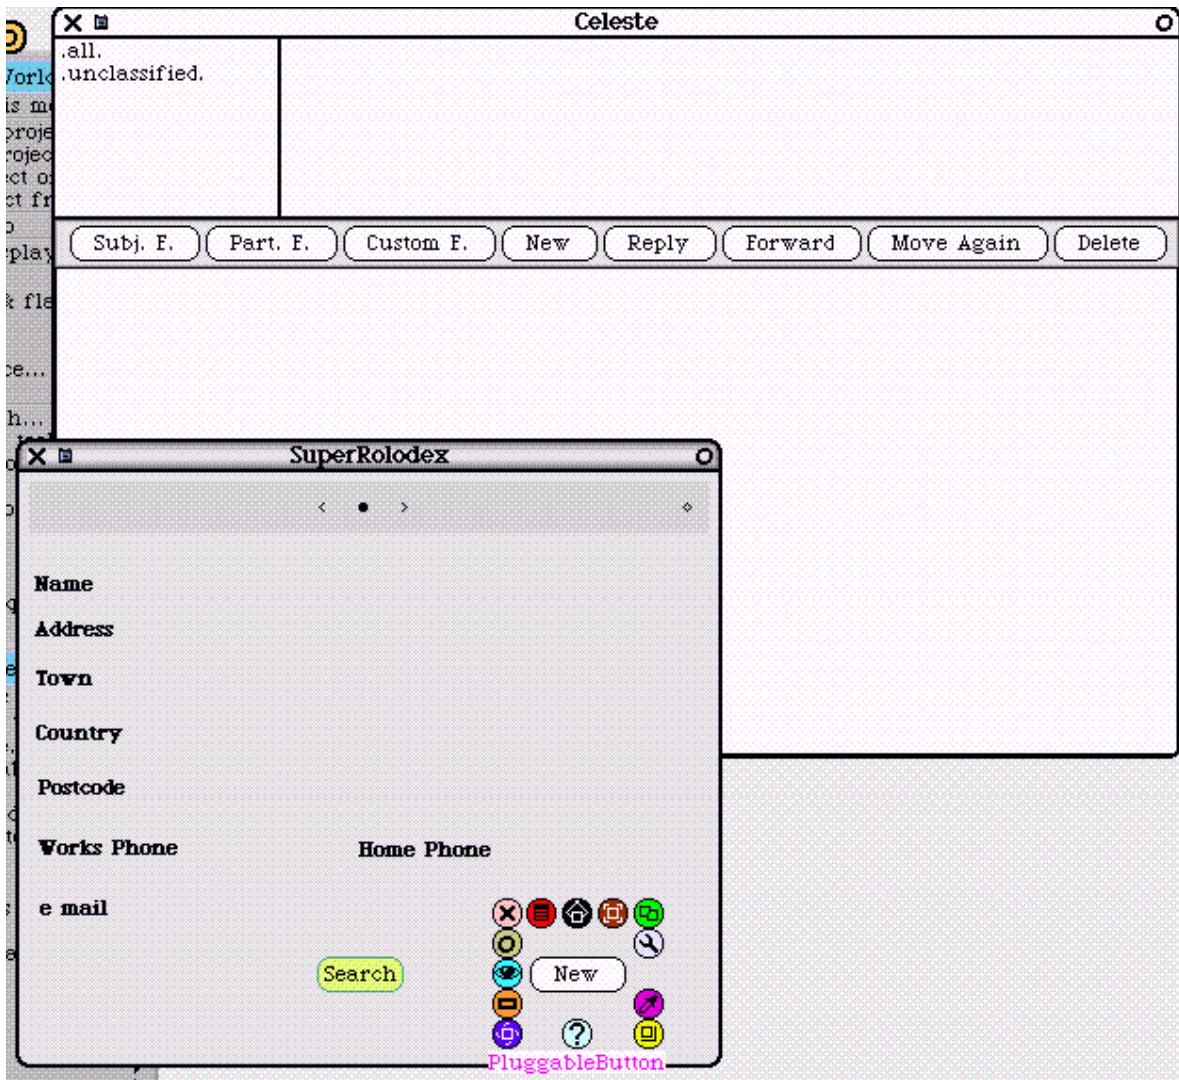 Celeste
.all.
.unclassified.
Subj. F. Part. F. Custom F. New Reply Forward Move Again Delete
SuperRolodex
< • >
Name
Address
Town
Country
Postcode
Works Phone Home Phone
e mail
Search New
PluggableButton